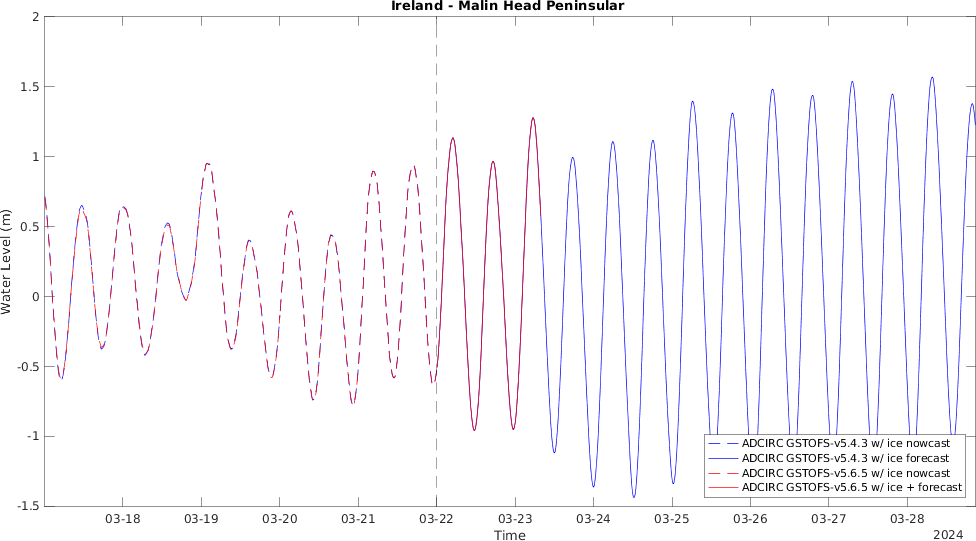 Ireland - Malin Head Peninsular
2
1.5
1
0.5
0
-0.5
-1
-1.5
Water Level (m)
ADCIRC GSTOFS-v5.4.3 w/ ice nowcast
ADCIRC GSTOFS-v5.4.3 w/ ice forecast
ADCIRC GSTOFS-v5.6.5 w/ ice nowcast
ADCIRC GSTOFS-v5.6.5 w/ ice + forecast
03-18 03-19 03-20 03-21 03-22 03-23 03-24 03-25 03-26 03-27 03-28
Time 2024